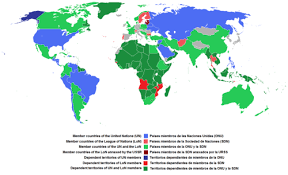 Member countries of the United Nations (UN) Países miembros de las Naciones Unidas (ONU)
Member countries of the League of Nations (LoN) Países miembros de la Sociedad de Naciones (SDN)
Member countries of the UN and the LoN Países miembros de la ONU y la SDN
Member countries of the LoN annexed by the USSR Países miembros de la SDN anexados por la URSS
Dependent territories of UN members Territorios dependientes de miembros de la ONU
Dependent territories of LoN members Territorios dependientes de miembros de la SDN
Dependent territories of UN and LoN members Territorios dependientes de miembros de la ONU y la SDN